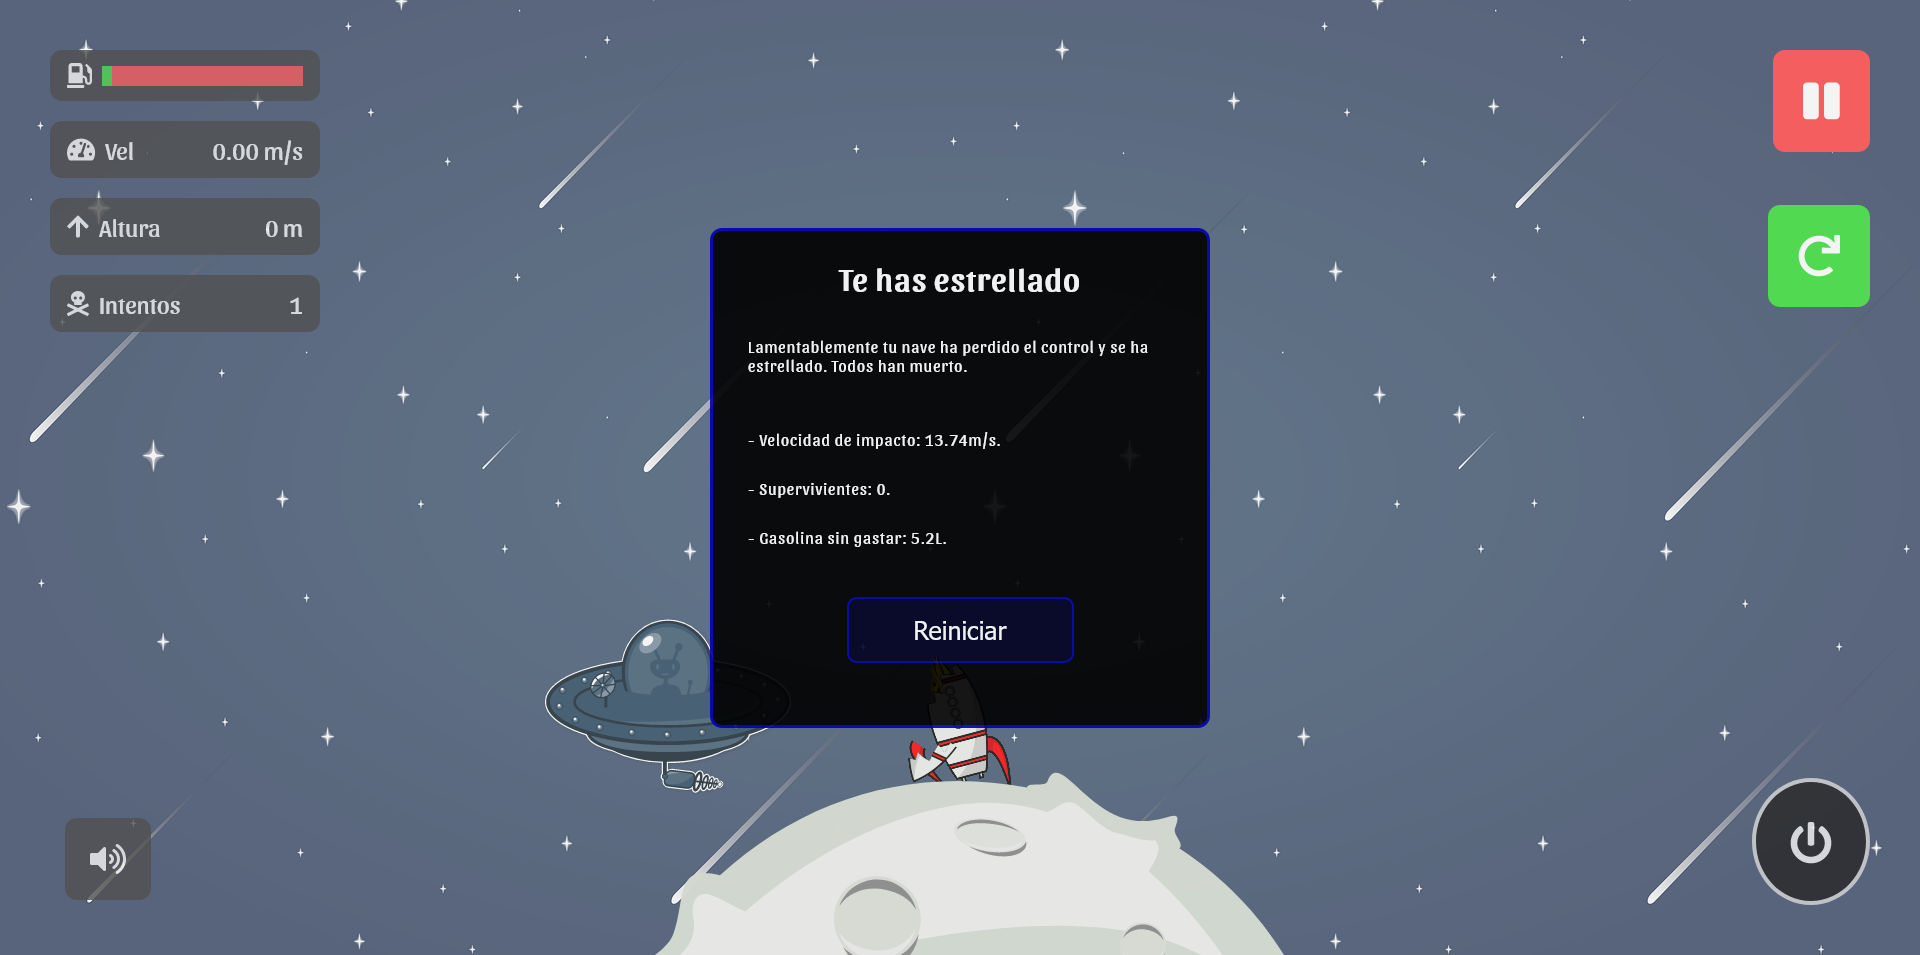 Vel 0.00 m/s
Altura 0 m
Intentos 1
Te has estrellado
Lamentablemente tu nave ha perdido el control y se ha
estrellado. Todos han muerto.
- Velocidad de impacto: 13.74m/s.
- Supervivientes: 0.
- Gasolina sin gastar: 5.2L.
Reiniciar